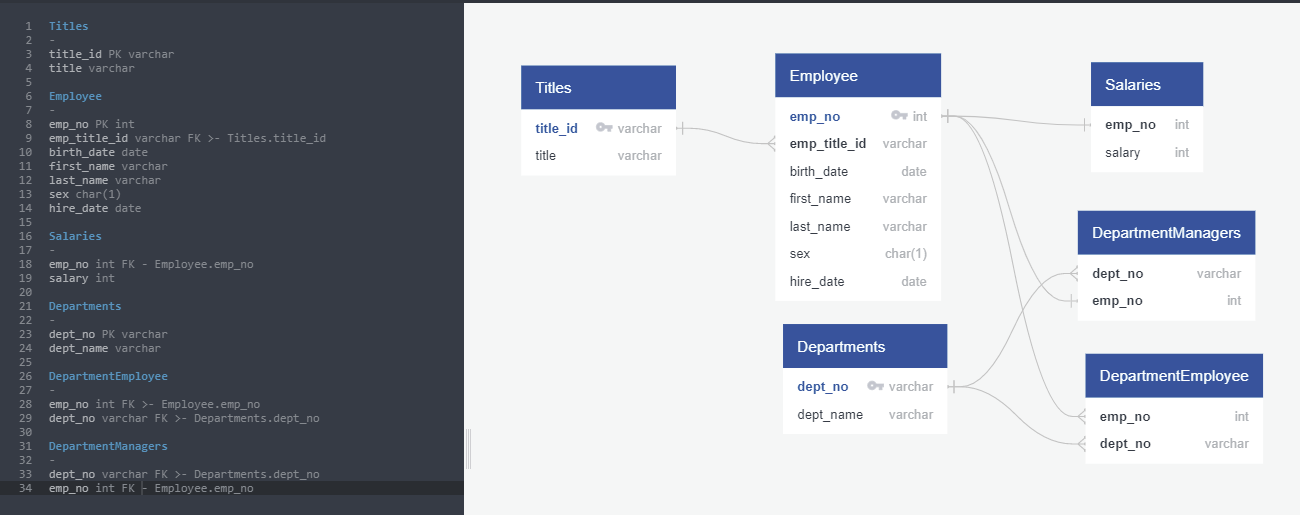 1 Titles
2 -
3 title_id PK varchar
4 title varchar
5
6 Employee
7 -
8 emp_no PK int
9 emp_title_id varchar FK >- Titles.title_id
10 birth_date date
11 first_name varchar
12 last_name varchar
13 sex char(1)
14 hire_date date
15
16 Salaries
17 -
18 emp_no int FK - Employee.emp_no
19 salary int
20
21 Departments
22 -
23 dept_no PK varchar
24 dept_name varchar
25
26 DepartmentEmployee
27 -
28 emp_no int FK >- Employee.emp_no
29 dept_no varchar FK >- Departments.dept_no
30
31 DepartmentManagers
32 -
33 dept_no varchar FK >- Departments.dept_no
34 emp_no int FK - Employee.emp_no
Titles
title_id varchar
title varchar
Employee
emp_no int
emp_title_id varchar
birth_date date
first_name varchar
last_name varchar
sex char(1)
hire_date date
Departments
dept_no varchar
dept_name varchar
Salaries
emp_no int
salary int
DepartmentManagers
dept_no varchar
emp_no int
DepartmentEmployee
emp_no int
dept_no varchar